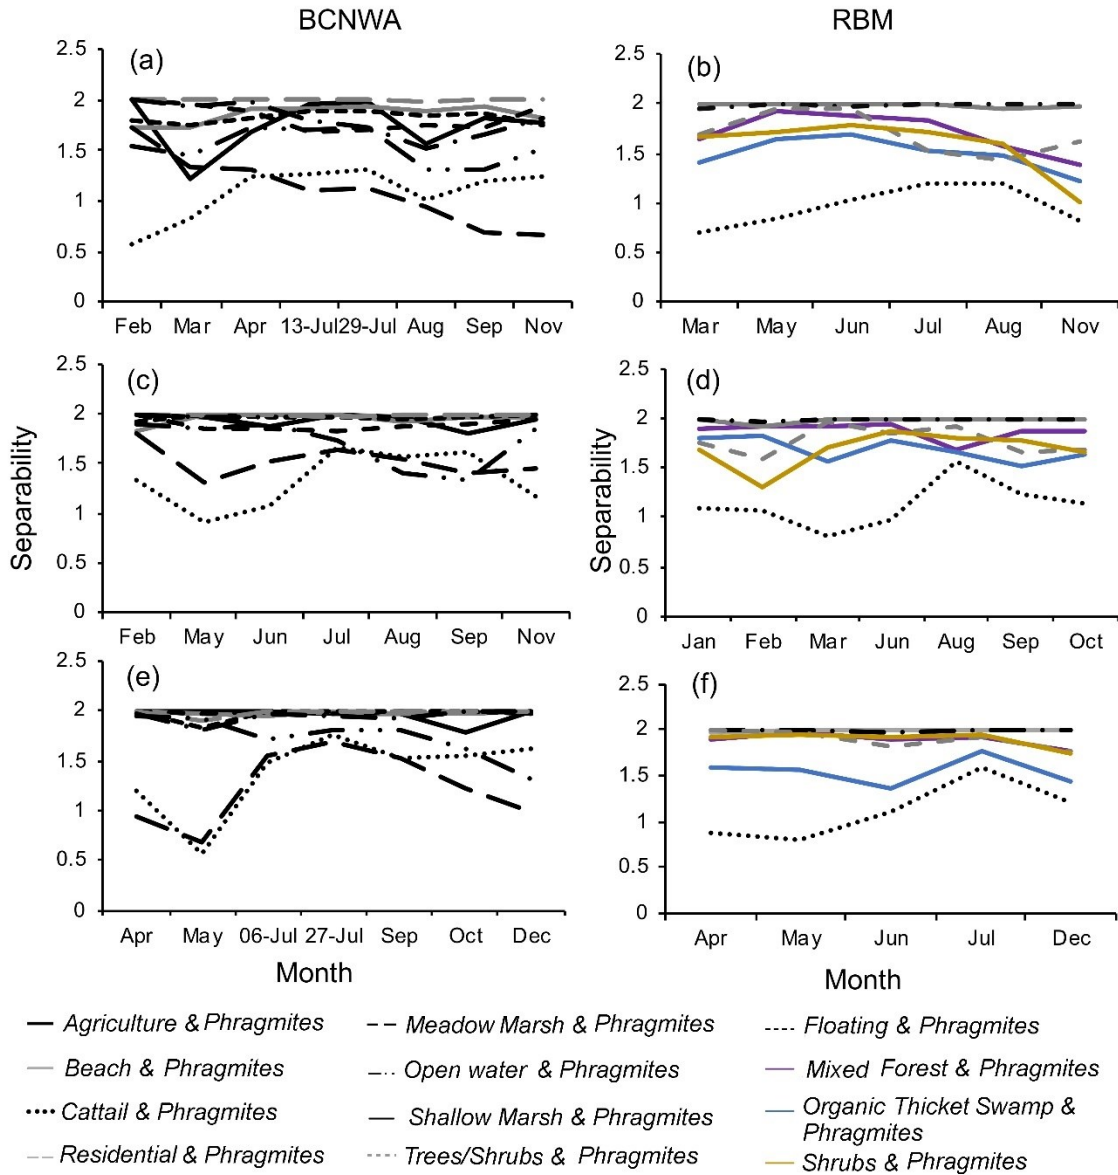 BCNWA
RBM
(a)
2.5
2
1.5
1
0.5
0
Feb Mar Apr 13-Jul 29-Jul Aug Sep Nov
(b)
2.5
2
1.5
1
0.5
0
Mar May Jun Jul Aug Nov
Separability
(c)
2.5
2
1.5
1
0.5
0
Feb May Jun Jul Aug Sep Nov
Separability
(d)
2.5
2
1.5
1
0.5
0
Jan Feb Mar Jun Aug Sep Oct
(e)
2.5
2
1.5
1
0.5
0
Apr May 06-Jul 27-Jul Sep Oct Dec
Month
(f)
2.5
2
1.5
1
0.5
0
Apr May Jun Jul Dec
Month
Agriculture & Phragmites
Beach & Phragmites
Cattail & Phragmites
Residential & Phragmites
Meadow Marsh & Phragmites
Open water & Phragmites
Shallow Marsh & Phragmites
Trees/Shrubs & Phragmites
Floating & Phragmites
Mixed Forest & Phragmites
Organic Thicket Swamp &
Phragmites
Shrubs & Phragmites